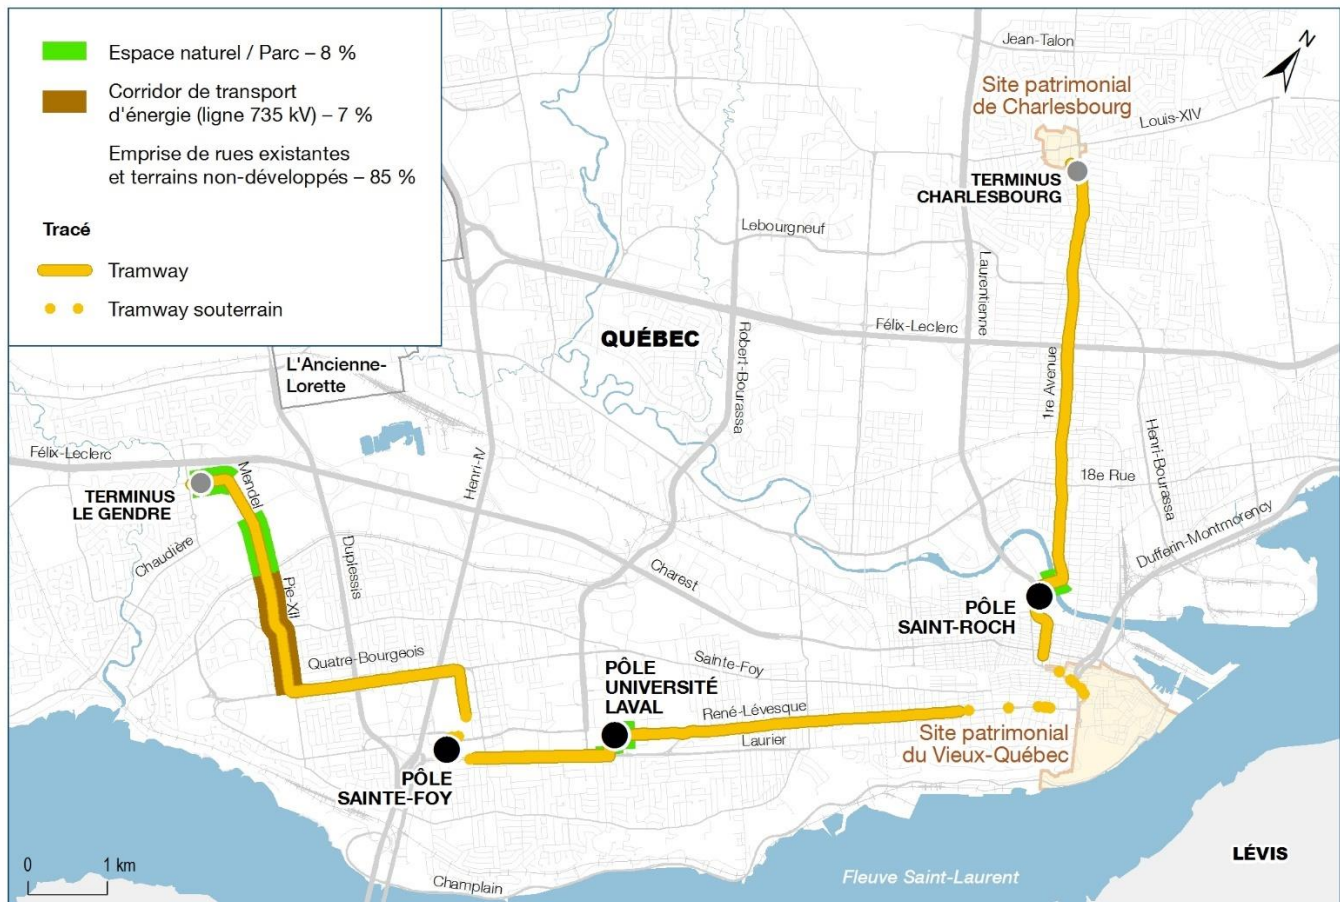 Espace naturel / Parc – 8 %
Corridor de transport
d'énergie (ligne 735 kV) – 7 %
Emprise de rues existantes
et terrains non-développés – 85 %
Tracé
Tramway
Tramway souterrain
N
Jean-Talon
Site patrimonial
de Charlesbourg
Louis-XIV
TERMINUS
CHARLESBOURG
Lebourgneuf
Laurentienne
Félix-Leclerc
QUÉBEC
Robert-Bourassa
1re Avenue
Henri-Bourassa
L'Ancienne-
Lorette
Henri-IV
Félix-Leclerc
Mendel
TERMINUS
LE GENDRE
Chaudière
Duplessis
Pie-XII
18e Rue
Dufferin-Montmorency
Charest
PÔLE
SAINT-ROCH
Quatre-Bourgeois
Sainte-Foy
PÔLE
UNIVERSITÉ
LAVAL
René-Lévesque
Laurier
Site patrimonial
du Vieux-Québec
PÔLE
SAINTE-FOY
0 1 km
Champlain
Fleuve Saint-Laurent
LÉVIS